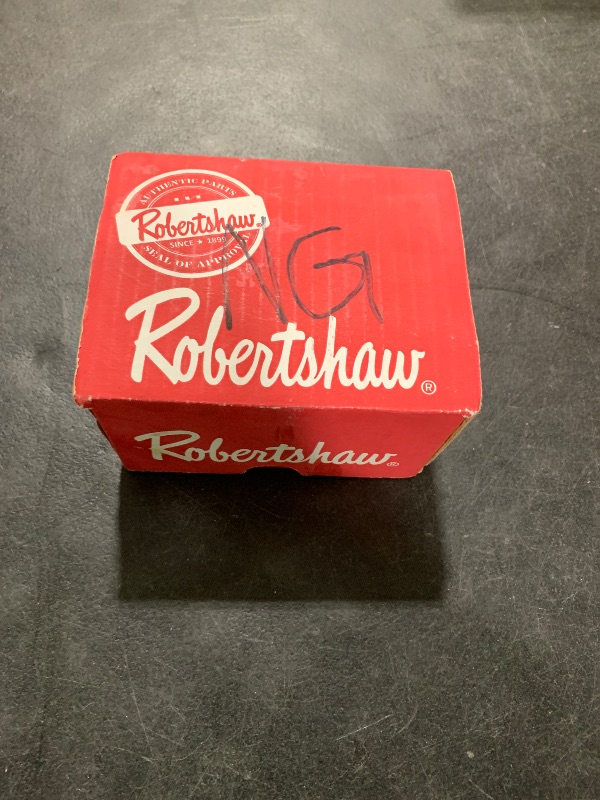 AUTHENTIC PARTS
Robertshaw®
SINCE ★ 1899
SEAL OF APPROVAL
NG
Robertshaw®
Robertshaw®